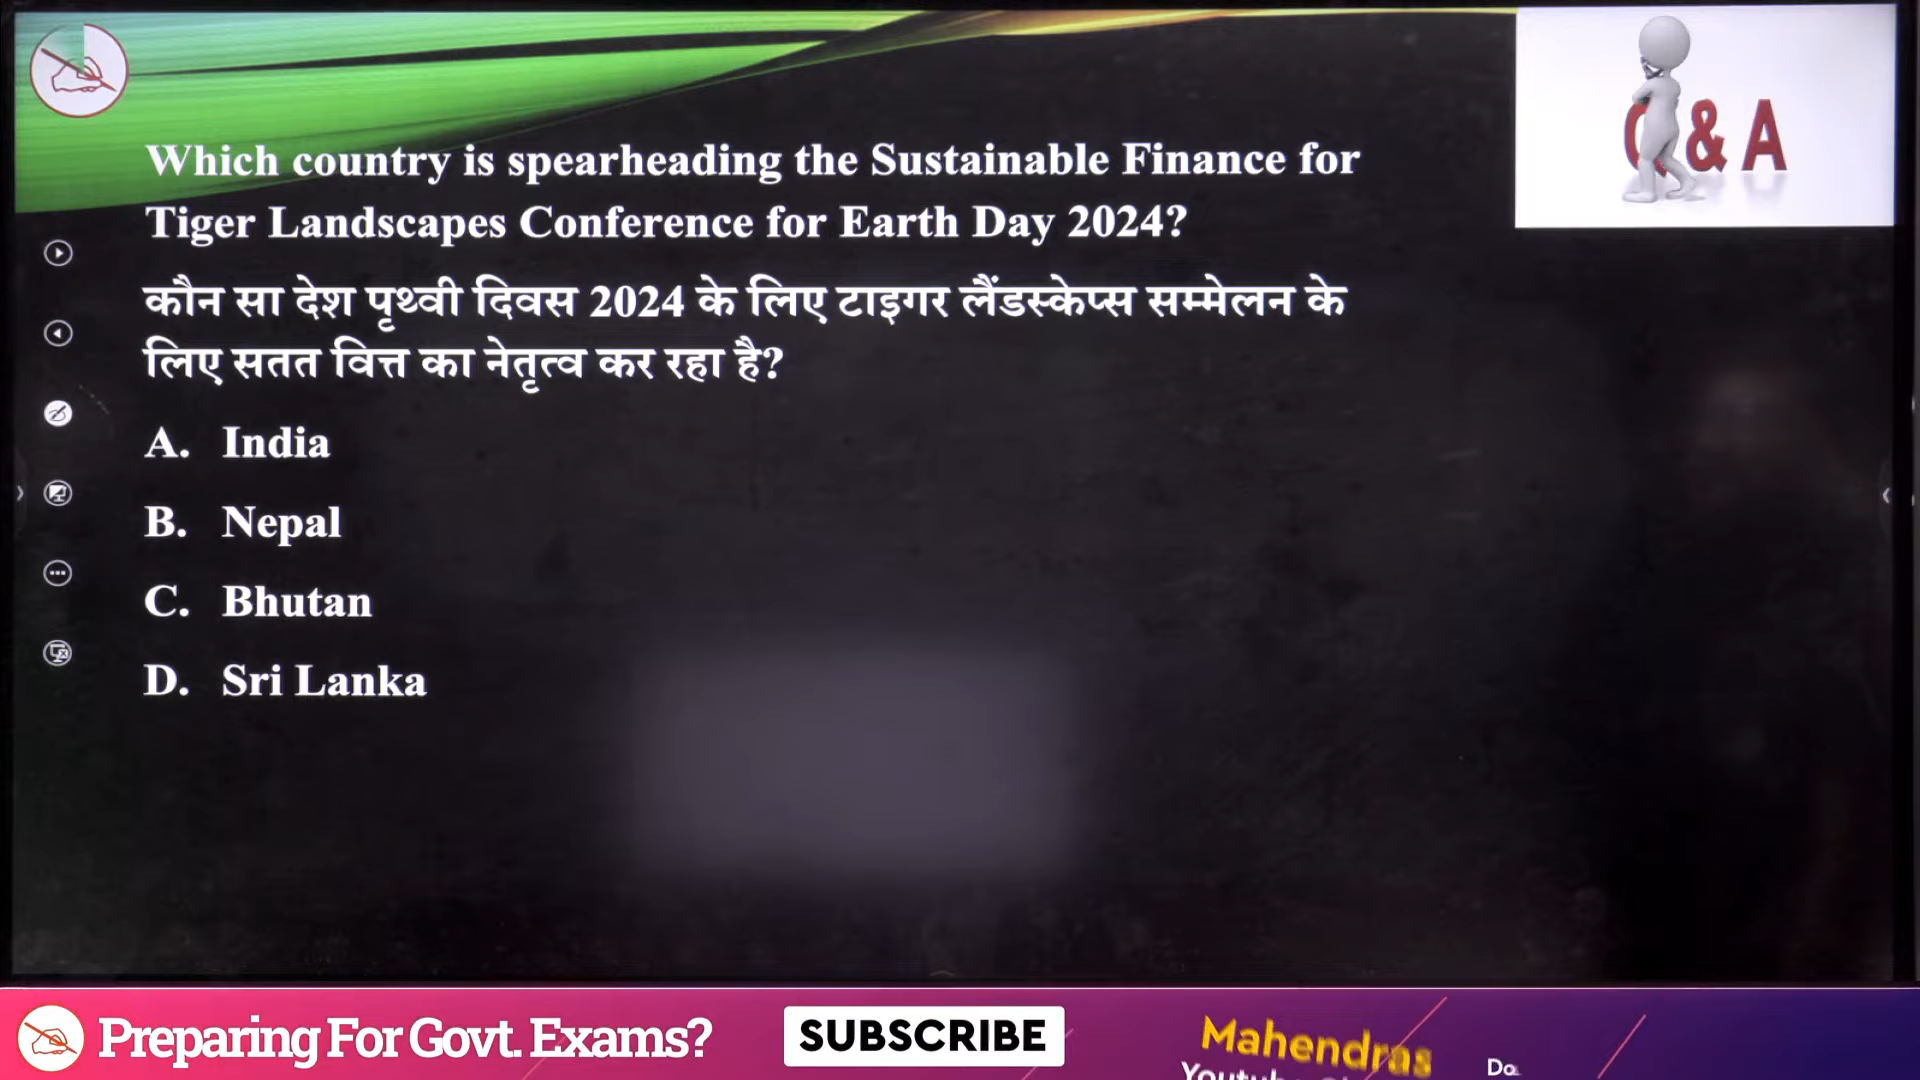 Which country is spearheading the Sustainable Finance for
Tiger Landscapes Conference for Earth Day 2024?
कौन सा देश पृथ्वी दिवस 2024 के लिए टाइगर लैंडस्केप्स सम्मेलन के
लिए सतत वित्त का नेतृत्व कर रहा है?
A. India
B. Nepal
C. Bhutan
D. Sri Lanka
Q & A
Preparing For Govt. Exams?
SUBSCRIBE
Mahendras